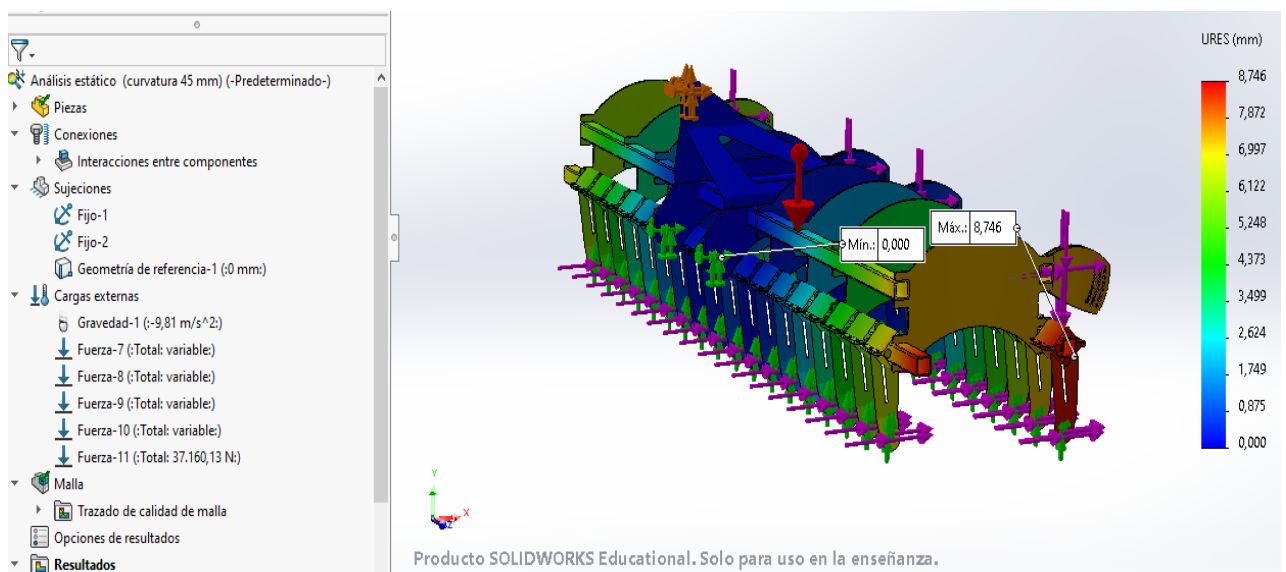 Análisis estático (curvatura 45 mm) (-Predeterminado-)
Piezas
Conexiones
Interacciones entre componentes
Sujeciones
Fijo-1
Fijo-2
Geometría de referencia-1 (:0 mm:)
Cargas externas
Gravedad-1 (:-9,81 m/s^2:)
Fuerza-7 (:Total: variable:)
Fuerza-8 (:Total: variable:)
Fuerza-9 (:Total: variable:)
Fuerza-10 (:Total: variable:)
Fuerza-11 (:Total: 37.160,13 N:)
Malla
Trazado de calidad de malla
Opciones de resultados
Resultados
Mín.: 0,000
Máx.: 8,746
URES (mm)
8,746
7,872
6,997
6,122
5,248
4,373
3,499
2,624
1,749
0,875
0,000
Y
X
Z
Producto SOLIDWORKS Educational. Solo para uso en la enseñanza.